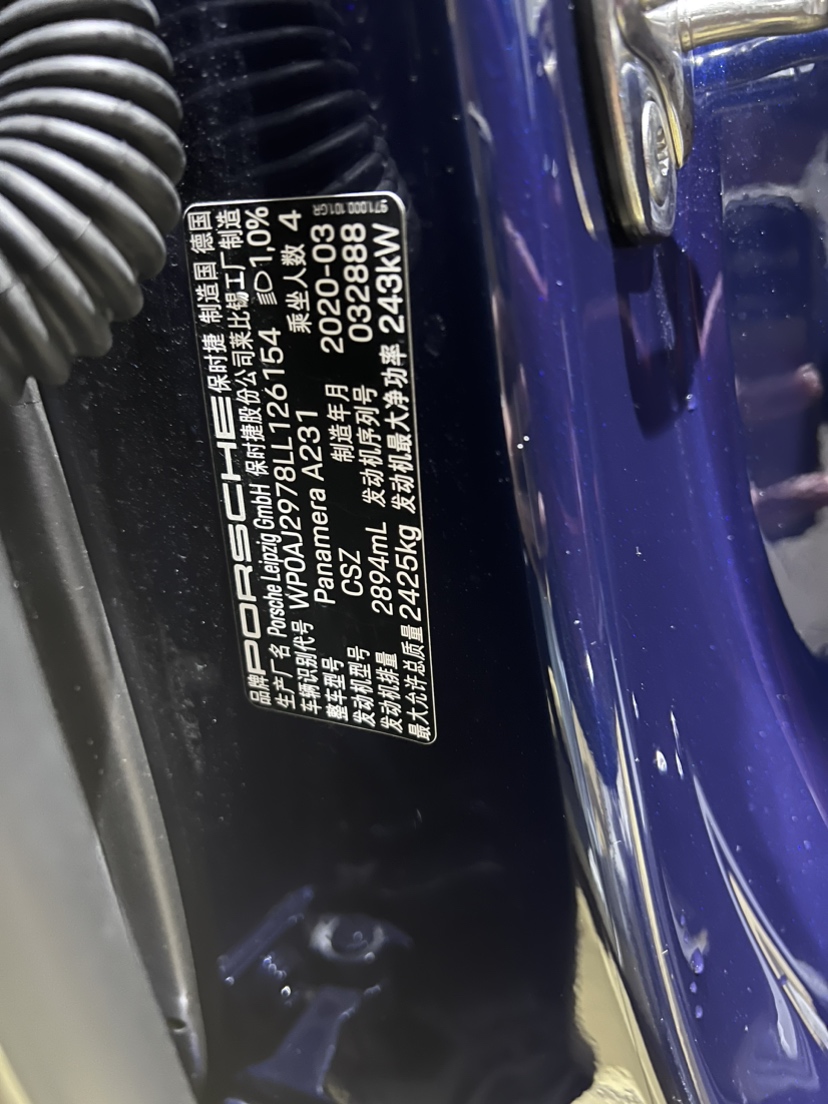 971.000.101.GR
品牌 PORSCHE 保时捷 制造国 德国
生产厂名 Porsche Leipzig GmbH 保时捷股份公司莱比锡工厂制造
车辆识别代号 WP0AJ2978LL126154 1,0%
整车型号 Panamera A231 乘坐人数 4
发动机型号 CSZ 制造年月 2020-03
发动机排量 2894mL 发动机序列号 032888
最大允许总质量 2425kg 发动机最大净功率 243kW